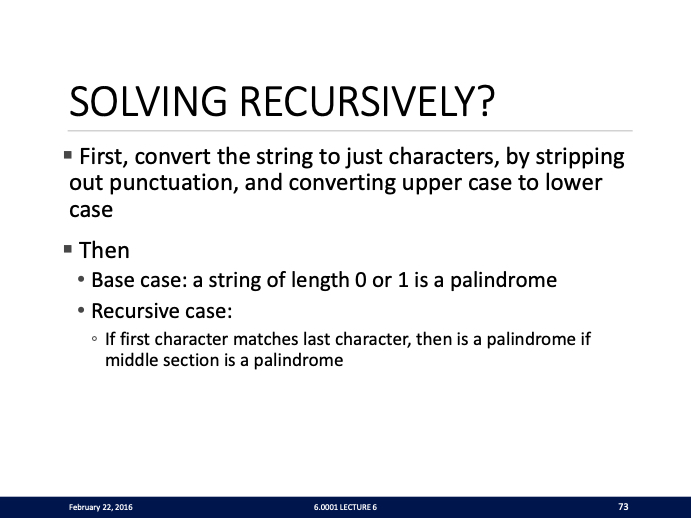 SOLVING RECURSIVELY?
▪ First, convert the string to just characters, by stripping
out punctuation, and converting upper case to lower
case
▪ Then
• Base case: a string of length 0 or 1 is a palindrome
• Recursive case:
◦ If first character matches last character, then is a palindrome if
middle section is a palindrome
February 22, 2016
6.0001 LECTURE 6
73